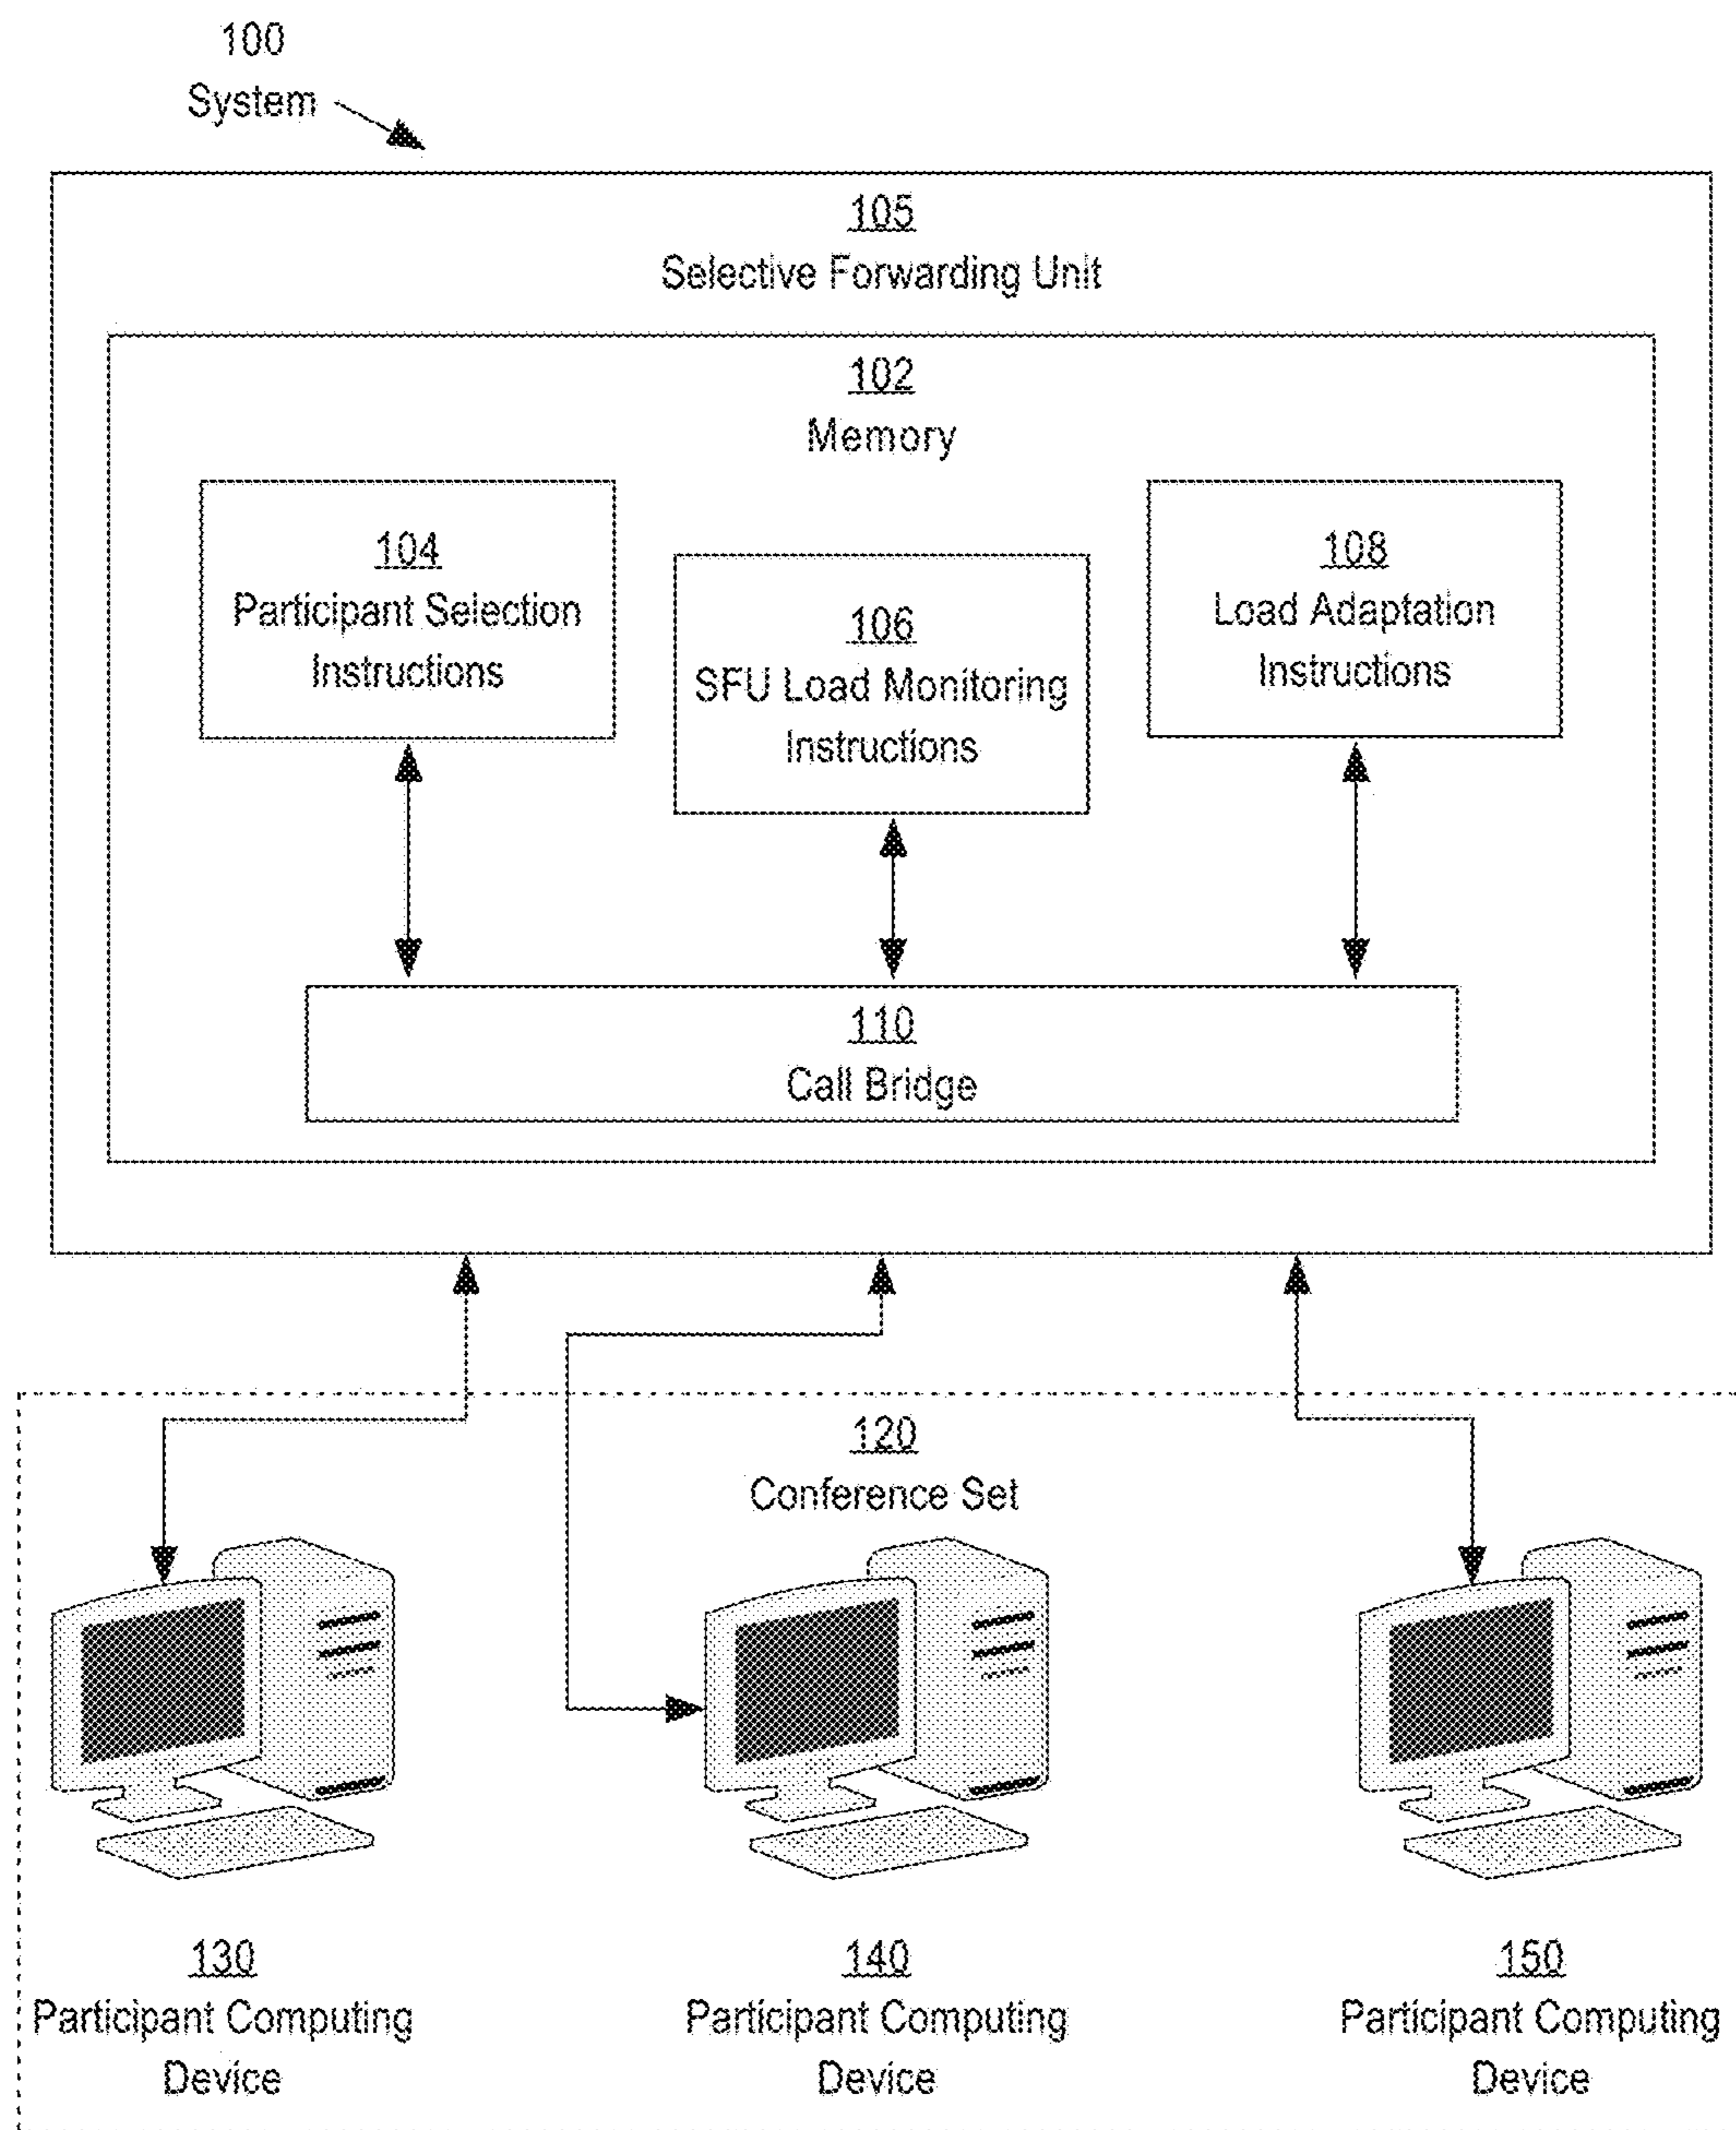 100
System
105
Selective Forwarding Unit
102
Memory
104
Participant Selection
Instructions
106
SFU Load Monitoring
Instructions
108
Load Adaptation
Instructions
110
Call Bridge
120
Conference Set
130
Participant Computing
Device
140
Participant Computing
Device
150
Participant Computing
Device